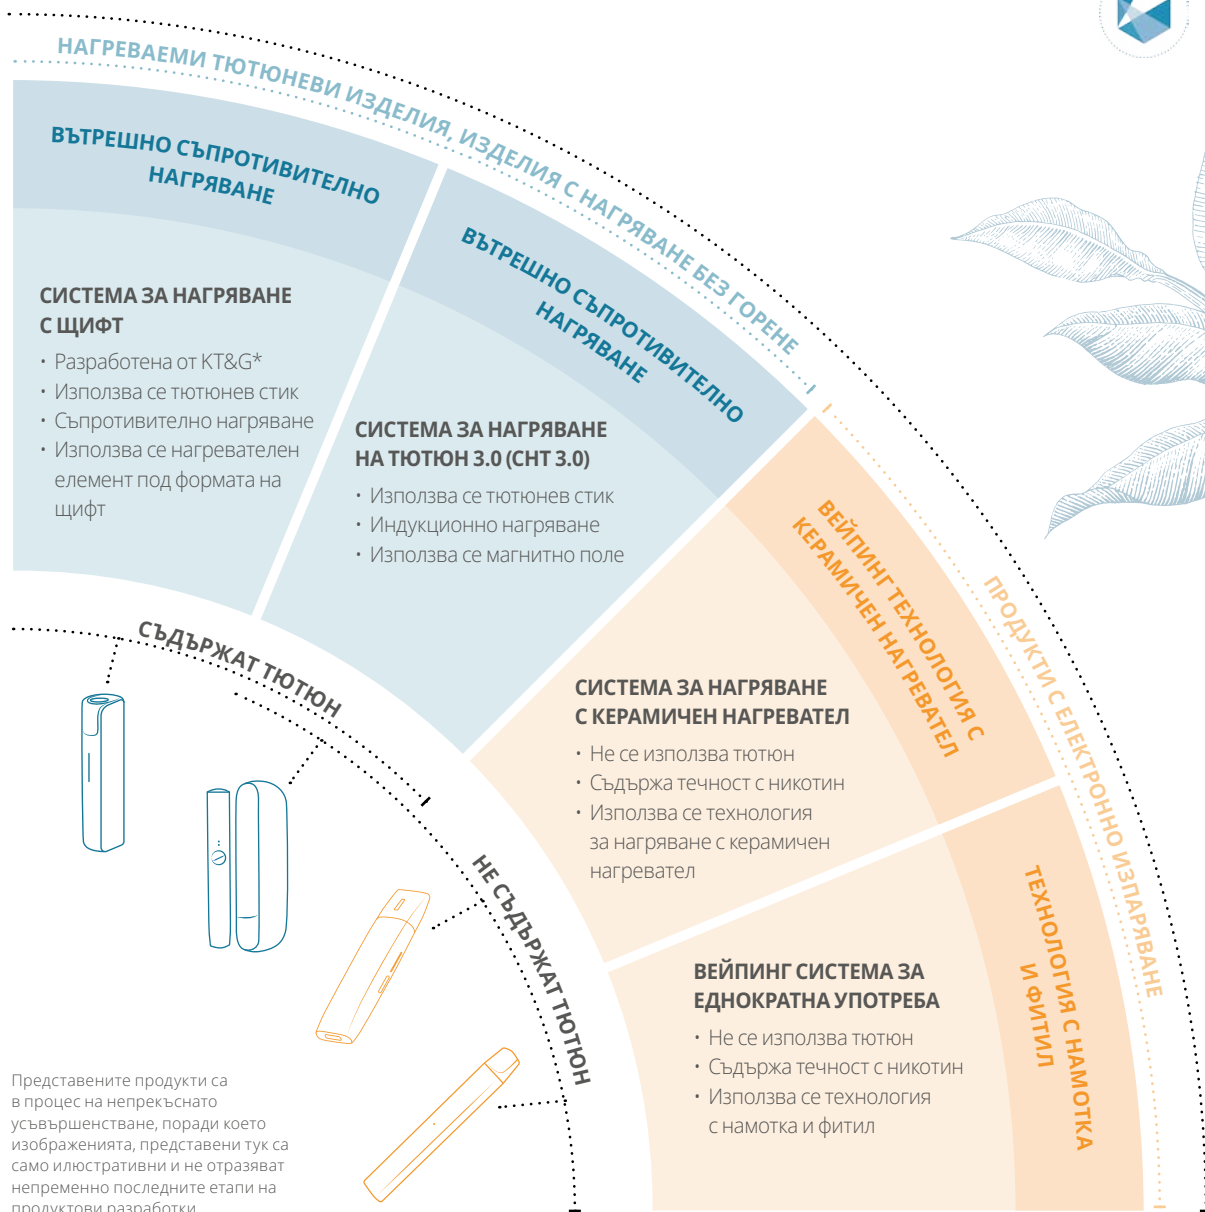 НАГРЕВАЕМИ ТЮТЮНЕВИ ИЗДЕЛИЯ, ИЗДЕЛИЯ С НАГРЯВАНЕ БЕЗ ГОРЕНЕ
ВЪТРЕШНО СЪПРОТИВИТЕЛНО
НАГРЯВАНЕ
СИСТЕМА ЗА НАГРЯВАНЕ
С ЩИФТ
• Разработена от KT&G*
• Използва се тютюнев стик
• Съпротивително нагряване
• Използва се нагревателен
елемент под формата на
щифт
ВЪТРЕШНО СЪПРОТИВИТЕЛНО
НАГРЯВАНЕ
СИСТЕМА ЗА НАГРЯВАНЕ
НА ТЮТЮН 3.0 (СНТ 3.0)
• Използва се тютюнев стик
• Индукционно нагряване
• Използва се магнитно поле
ПРОДУКТИ С ЕЛЕКТРОННО ИЗПАРЯВАНЕ
ВЕЙПИНГ ТЕХНОЛОГИЯ С
КЕРАМИЧЕН НАГРЕВАТЕЛ
СИСТЕМА ЗА НАГРЯВАНЕ
С КЕРАМИЧЕН НАГРЕВАТЕЛ
• Не се използва тютюн
• Съдържа течност с никотин
• Използва се технология
за нагряване с керамичен
нагревател
ТЕХНОЛОГИЯ С НАМОТКА
И ФИТИЛ
ВЕЙПИНГ СИСТЕМА ЗА
ЕДНОКРАТНА УПОТРЕБА
• Не се използва тютюн
• Съдържа течност с никотин
• Използва се технология
с намотка и фитил
СЪДЪРЖАТ ТЮТЮН
НЕ СЪДЪРЖАТ ТЮТЮН
Представените продукти са
в процес на непрекъснато
усъвършенстване, поради което
изображенията, представени тук са
само илюстративни и не отразяват
непременно последните етапи на
продуктови разработки